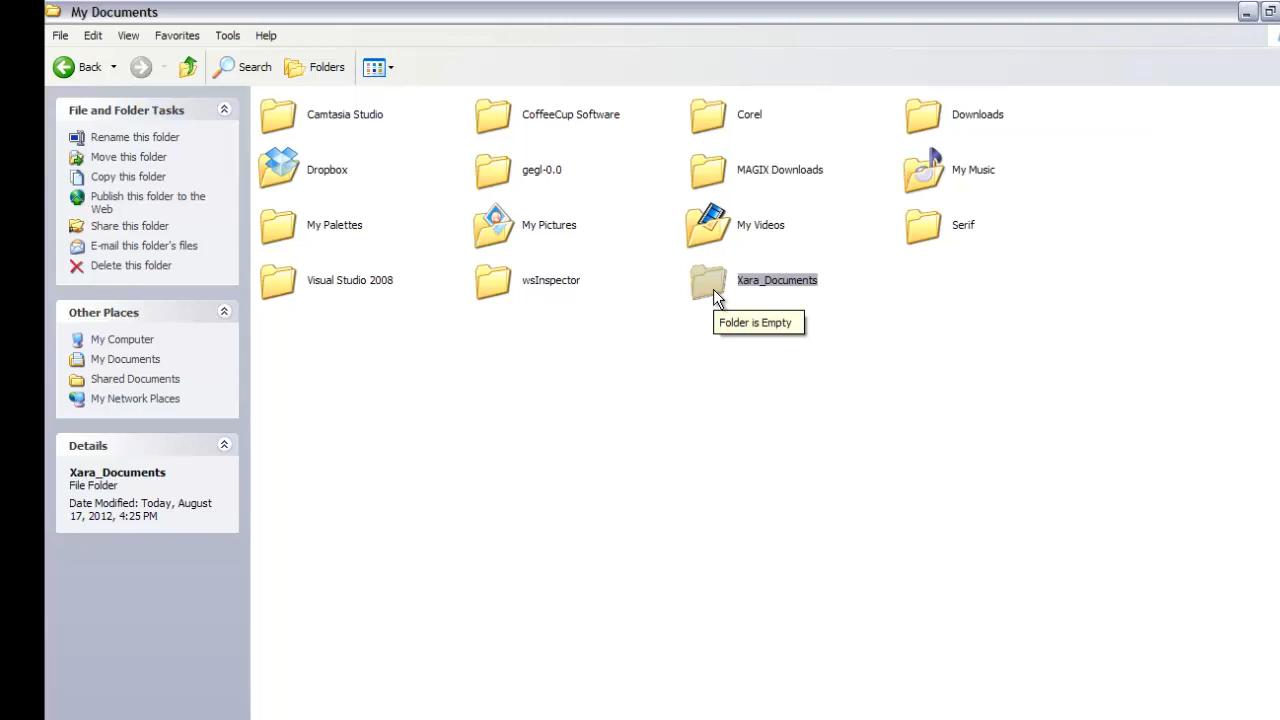 My Documents
File Edit View Favorites Tools Help
Back Search Folders
File and Folder Tasks
Rename this folder
Move this folder
Copy this folder
Publish this folder to the
Web
Share this folder
E-mail this folder's files
Delete this folder
Other Places
My Computer
My Documents
Shared Documents
My Network Places
Details
Xara_Documents
File Folder
Date Modified: Today, August
17, 2012, 4:25 PM
Camtasia Studio CoffeeCup Software Corel Downloads
Dropbox gegl-0.0 MAGIX Downloads My Music
My Palettes My Pictures My Videos Serif
Visual Studio 2008 wsInspector Xara_Documents
Folder is Empty